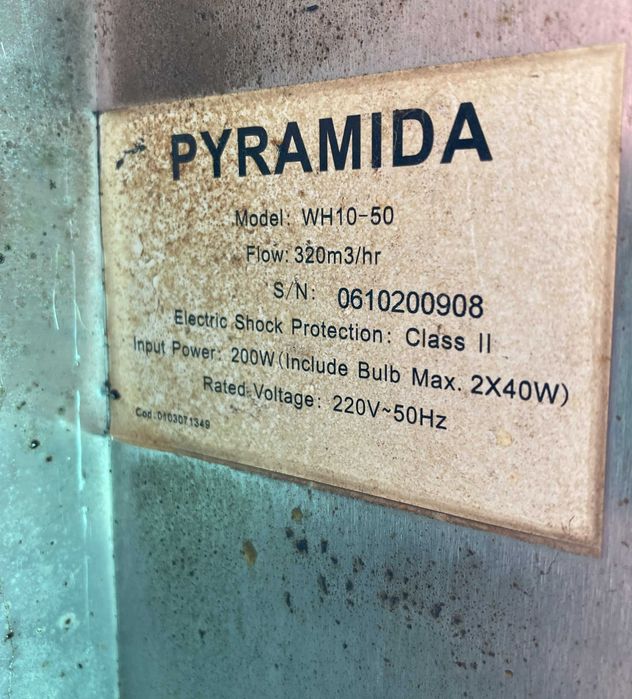 PYRAMIDA
Model: WH10-50
Flow: 320m3/hr
S/N: 0610200908
Electric Shock Protection: Class II
Input Power: 200W(Include Bulb Max. 2X40W)
Rated Voltage: 220V~50Hz
Cod.0103071349